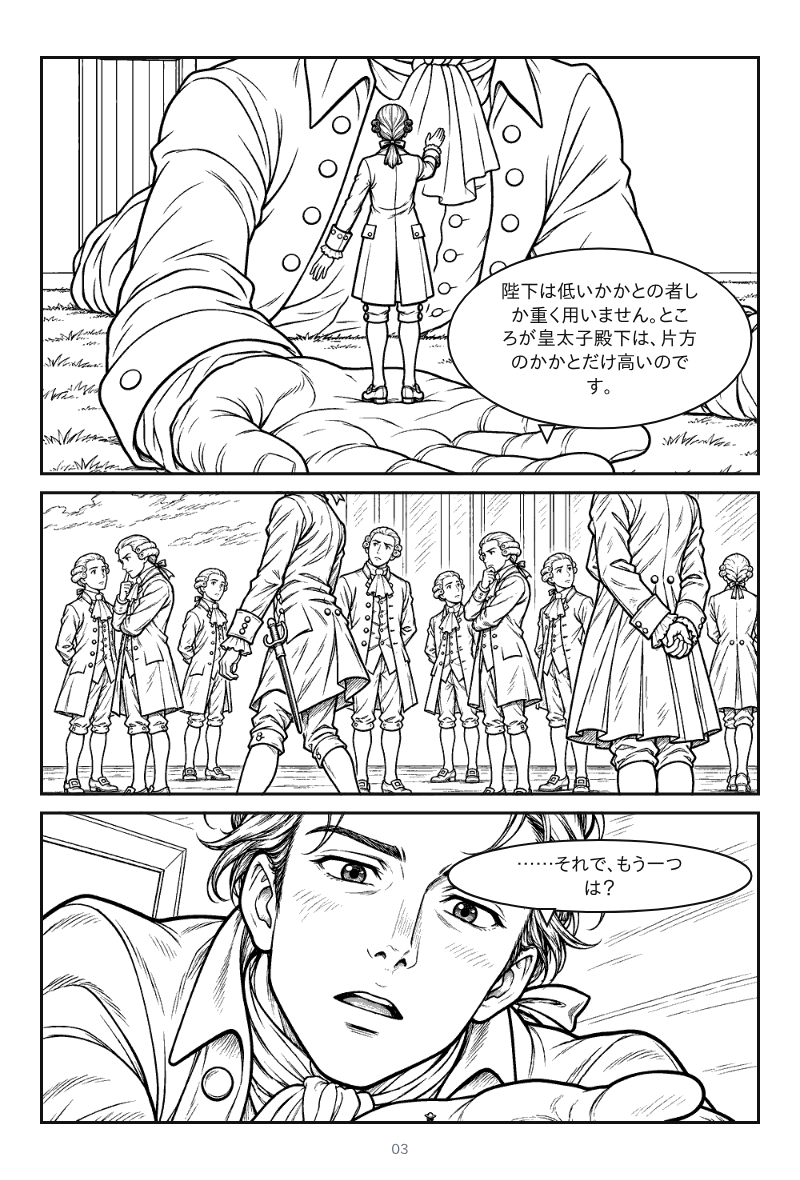 陛下は低いかかとの者し
か重く用いません。とこ
ろが皇太子殿下は、片方
のかかとだけ高いので
す。
……それで、もう一つ
は？
03